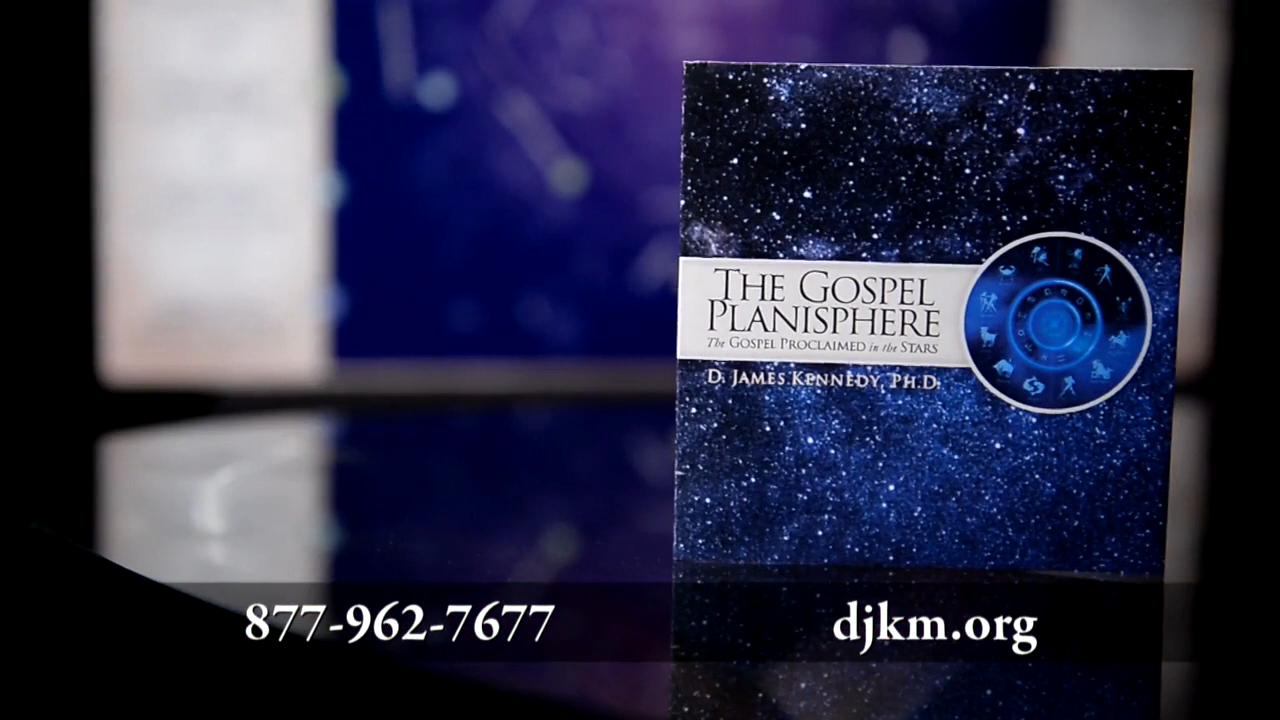 THE GOSPEL
PLANISPHERE
The GOSPEL PROCLAIMED in the STARS
D. JAMES KENNEDY, PH.D.
877-962-7677
djkm.org